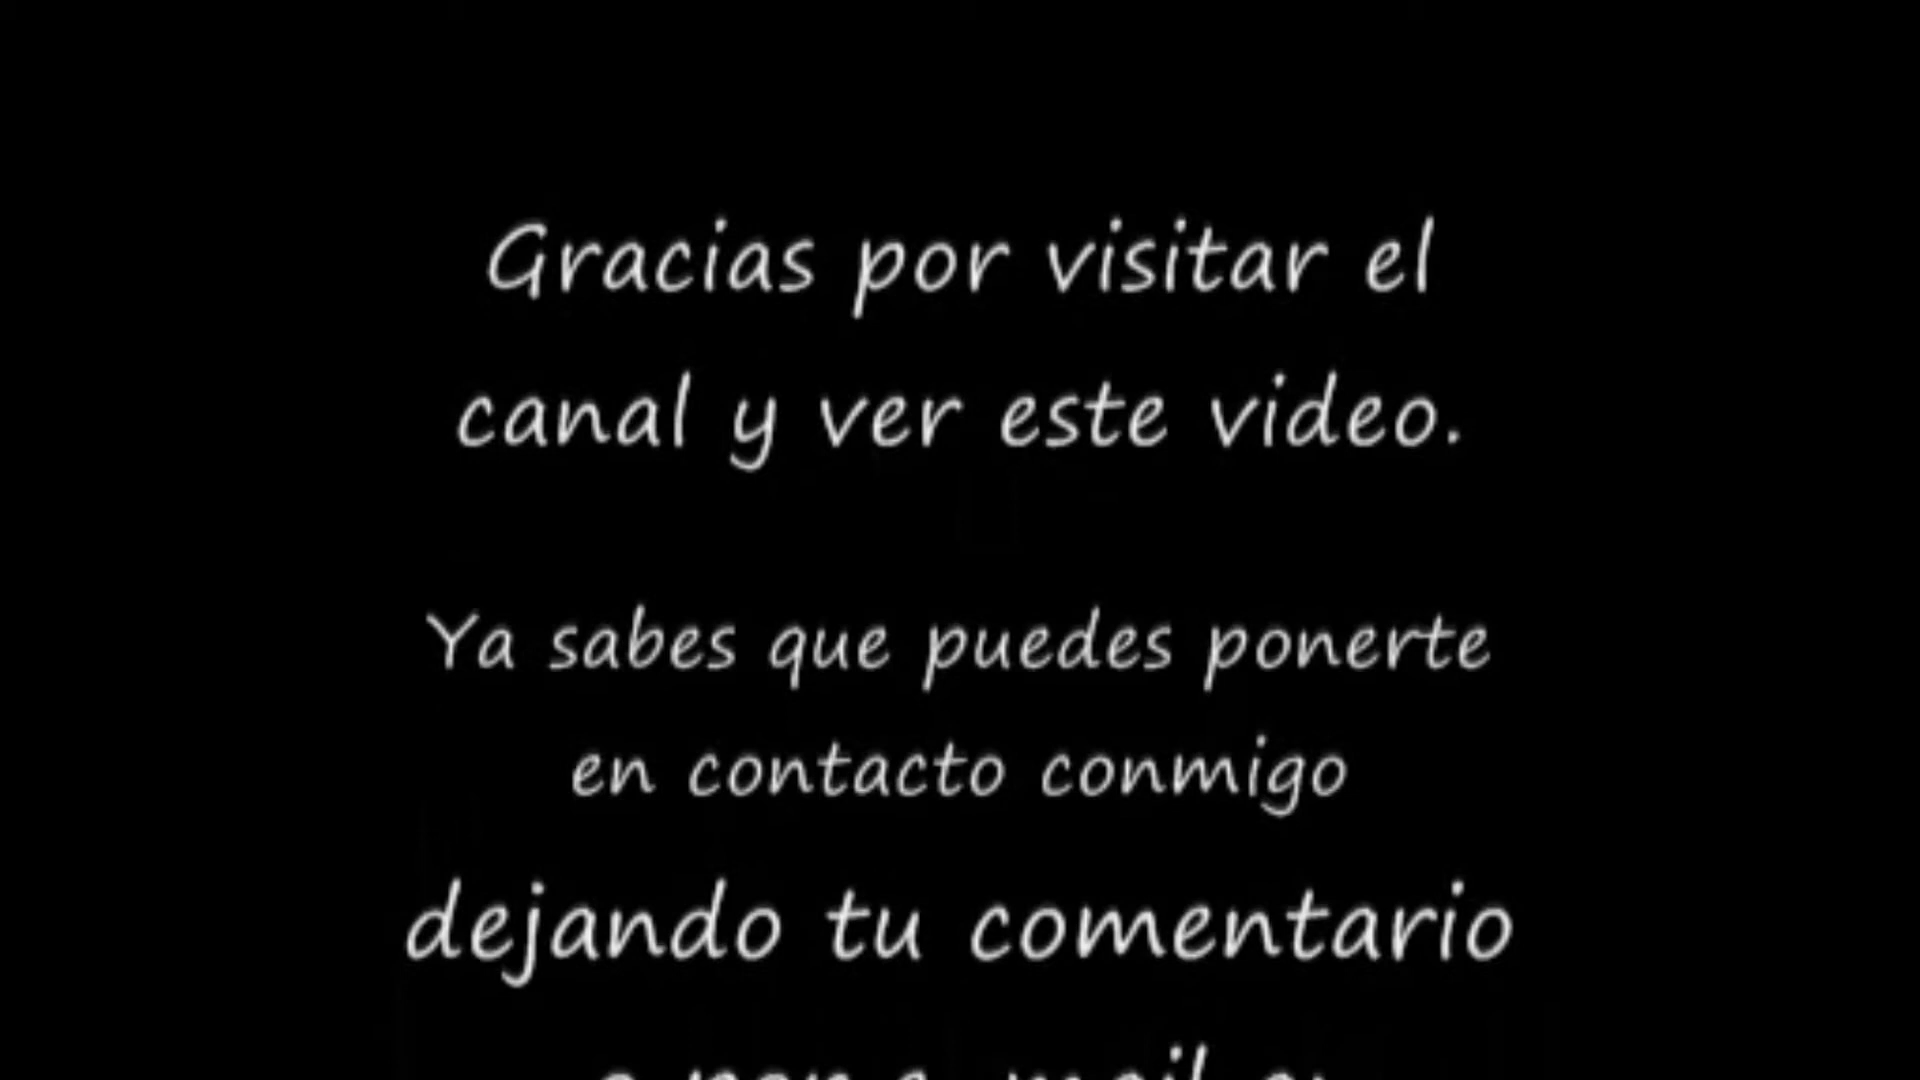 Gracias por visitar el
canal y ver este video.
Ya sabes que puedes ponerte
en contacto conmigo
dejando tu comentario